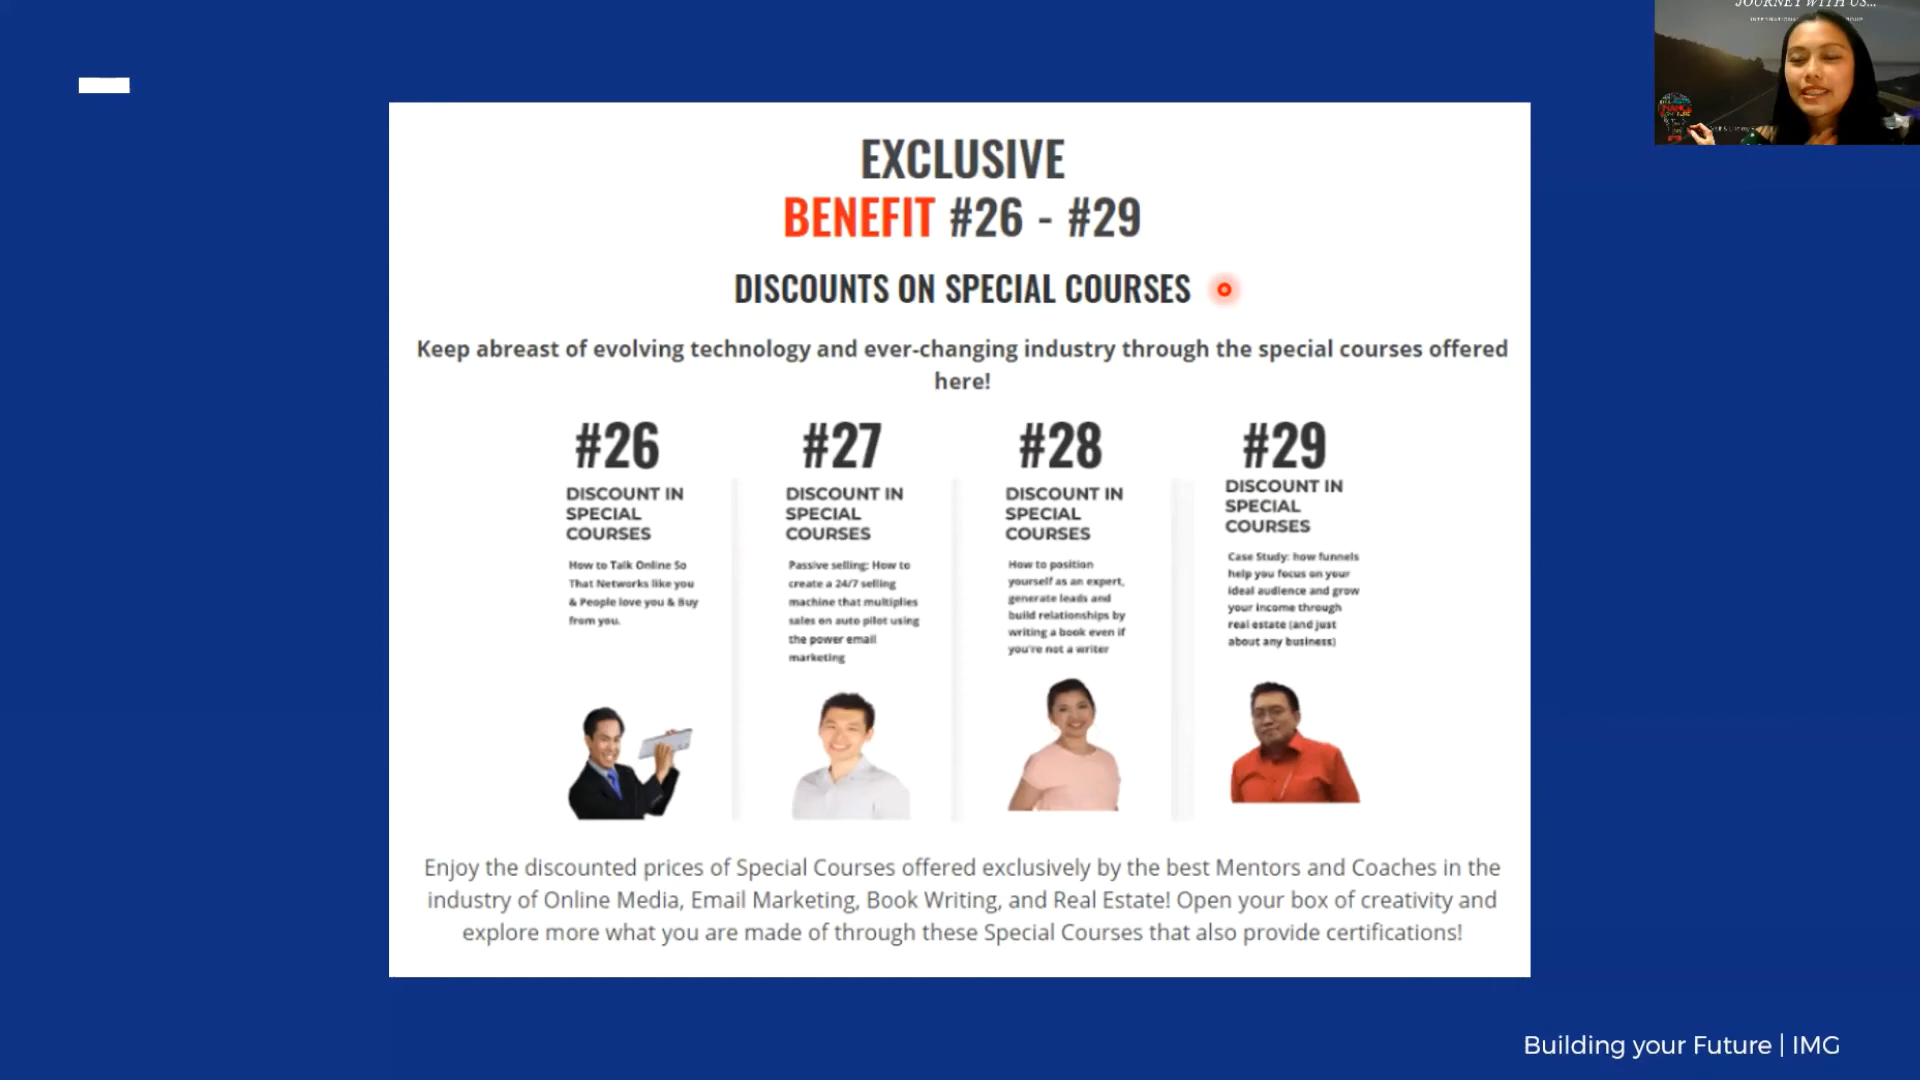 JOURNEY WITH US...
EXCLUSIVE
BENEFIT #26 - #29
DISCOUNTS ON SPECIAL COURSES
Keep abreast of evolving technology and ever-changing industry through the special courses offered
here!
#26
DISCOUNT IN
SPECIAL
COURSES
How to Talk Online So
That Networks like you
& People love you & Buy
from you.
#27
DISCOUNT IN
SPECIAL
COURSES
Passive selling: How to
create a 24/7 selling
machine that multiplies
sales on auto pilot using
the power email
marketing
#28
DISCOUNT IN
SPECIAL
COURSES
How to position
yourself as an expert,
generate leads and
build relationships by
writing a book even if
you're not a writer
#29
DISCOUNT IN
SPECIAL
COURSES
Case Study: how funnels
help you focus on your
ideal audience and grow
your income through
real estate (and just
about any business)
Enjoy the discounted prices of Special Courses offered exclusively by the best Mentors and Coaches in the
industry of Online Media, Email Marketing, Book Writing, and Real Estate! Open your box of creativity and
explore more what you are made of through these Special Courses that also provide certifications!
Building your Future | IMG